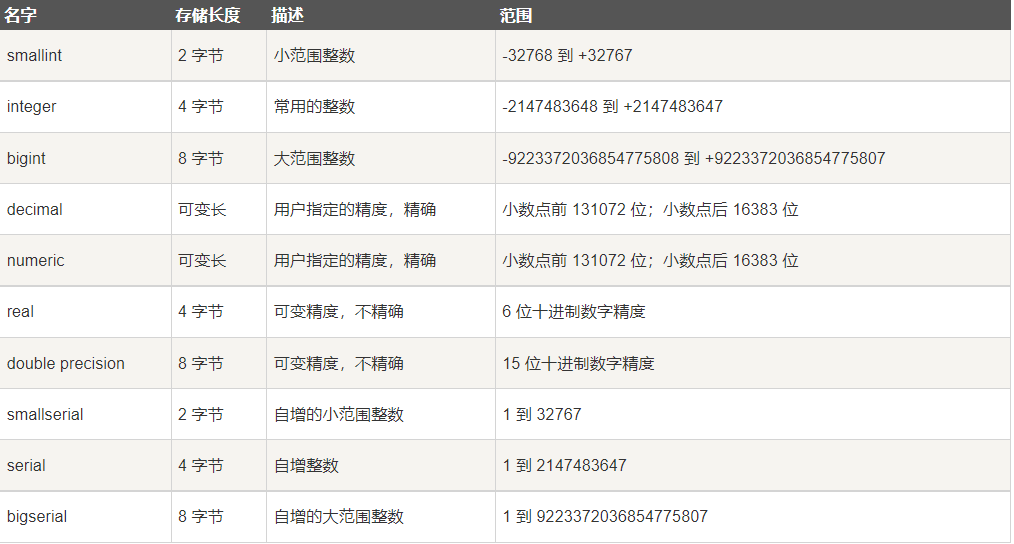 名字 存储长度 描述 范围
smallint 2 字节 小范围整数 -32768 到 +32767
integer 4 字节 常用的整数 -2147483648 到 +2147483647
bigint 8 字节 大范围整数 -9223372036854775808 到 +9223372036854775807
decimal 可变长 用户指定的精度，精确 小数点前 131072 位；小数点后 16383 位
numeric 可变长 用户指定的精度，精确 小数点前 131072 位；小数点后 16383 位
real 4 字节 可变精度，不精确 6 位十进制数字精度
double precision 8 字节 可变精度，不精确 15 位十进制数字精度
smallserial 2 字节 自增的小范围整数 1 到 32767
serial 4 字节 自增整数 1 到 2147483647
bigserial 8 字节 自增的大范围整数 1 到 9223372036854775807